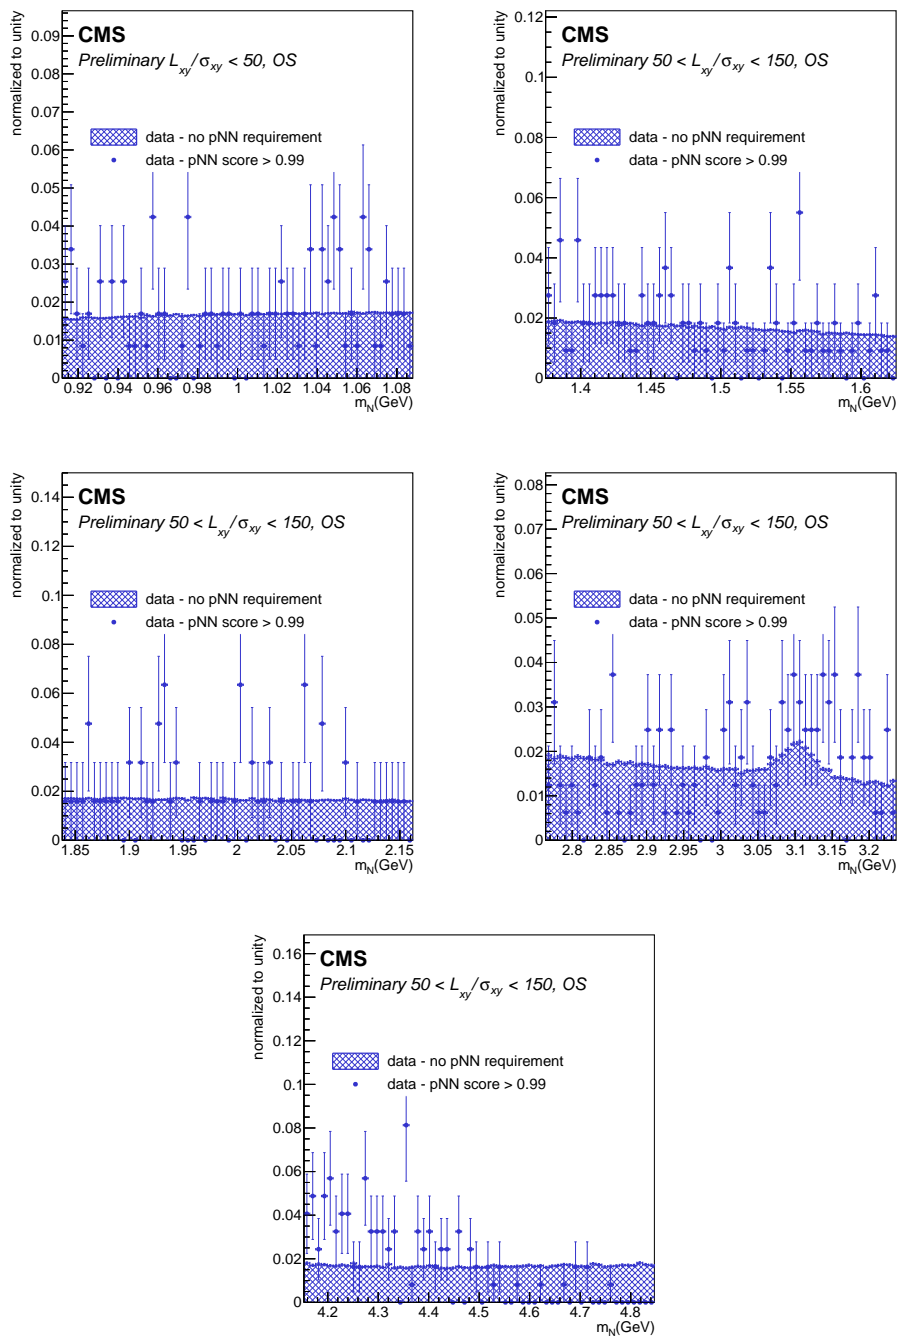 normalized to unity
0.09
0.08
0.07
0.06
0.05
0.04
0.03
0.02
0.01
0
CMS
Preliminary L_xy/σ_xy < 50, OS
data - no pNN requirement
data - pNN score > 0.99
0.92 0.94 0.96 0.98 1.0 1.02 1.04 1.06 1.08
m_N(GeV)
normalized to unity
0.12
0.1
0.08
0.06
0.04
0.02
0
CMS
Preliminary 50 < L_xy/σ_xy < 150, OS
data - no pNN requirement
data - pNN score > 0.99
1.4 1.45 1.5 1.55 1.6
m_N(GeV)
normalized to unity
0.14
0.12
0.1
0.08
0.06
0.04
0.02
0
CMS
Preliminary 50 < L_xy/σ_xy < 150, OS
data - no pNN requirement
data - pNN score > 0.99
1.85 1.9 1.95 2 2.05 2.1 2.15
m_N(GeV)
normalized to unity
0.08
0.07
0.06
0.05
0.04
0.03
0.02
0.01
0
CMS
Preliminary 50 < L_xy/σ_xy < 150, OS
data - no pNN requirement
data - pNN score > 0.99
2.8 2.85 2.9 2.95 3 3.05 3.1 3.15 3.2
m_N(GeV)
normalized to unity
0.16
0.14
0.12
0.1
0.08
0.06
0.04
0.02
0
CMS
Preliminary 50 < L_xy/σ_xy < 150, OS
data - no pNN requirement
data - pNN score > 0.99
4.2 4.3 4.4 4.5 4.6 4.7 4.8
m_N(GeV)